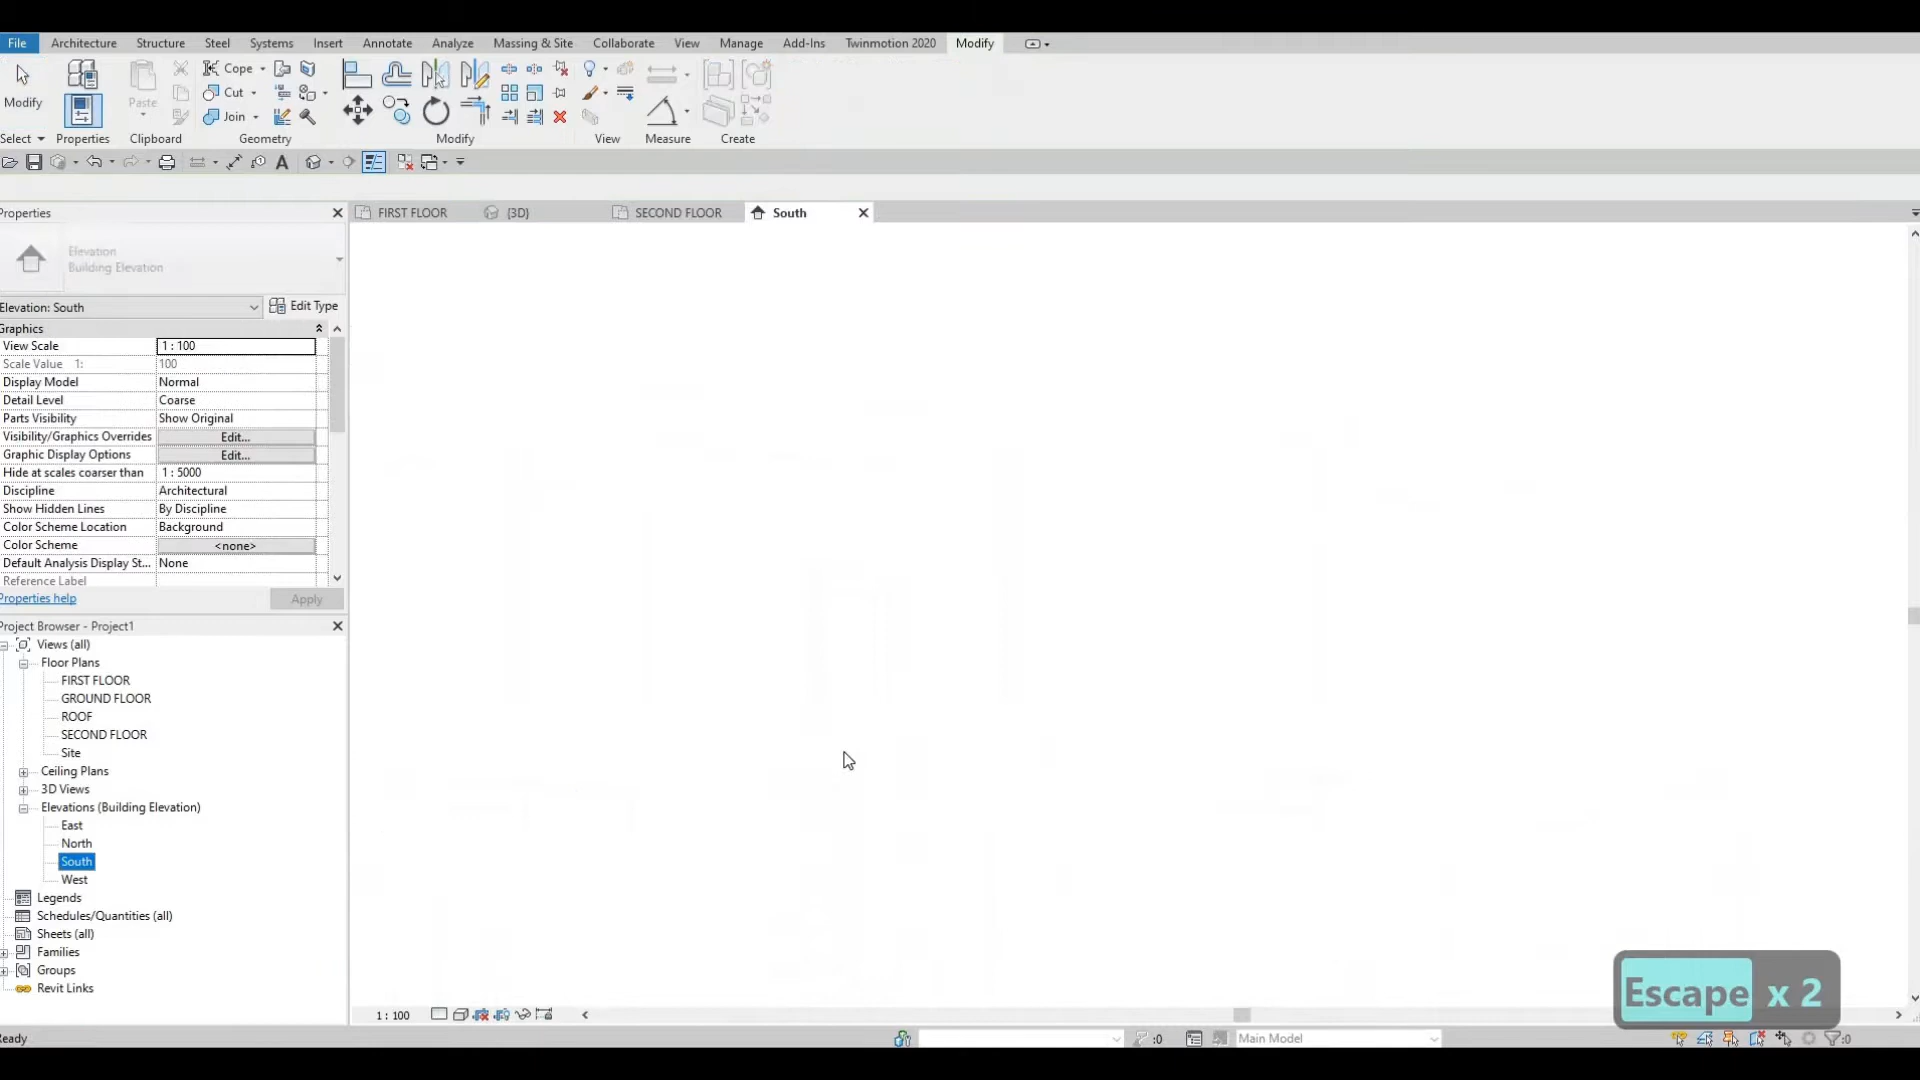 File Architecture Structure Steel Systems Insert Annotate Analyze Massing & Site Collaborate View Manage Add-Ins Twinmotion 2020 Modify
Cope
Paste Cut
Modify Join
Select Properties Clipboard Geometry Modify View Measure Create
Properties
FIRST FLOOR {3D} SECOND FLOOR South
Elevation
Building Elevation
Elevation: South Edit Type
Graphics
View Scale 1 : 100
Scale Value 1: 100
Display Model Normal
Detail Level Coarse
Parts Visibility Show Original
Visibility/Graphics Overrides Edit...
Graphic Display Options Edit...
Hide at scales coarser than 1 : 5000
Discipline Architectural
Show Hidden Lines By Discipline
Color Scheme Location Background
Color Scheme <none>
Default Analysis Display St... None
Reference Label
Properties help Apply
Project Browser - Project1
Views (all)
Floor Plans
FIRST FLOOR
GROUND FLOOR
ROOF
SECOND FLOOR
Site
Ceiling Plans
3D Views
Elevations (Building Elevation)
East
North
South
West
Legends
Schedules/Quantities (all)
Sheets (all)
Families
Groups
Revit Links
Escape x 2
1 : 100
Ready :0 Main Model :0